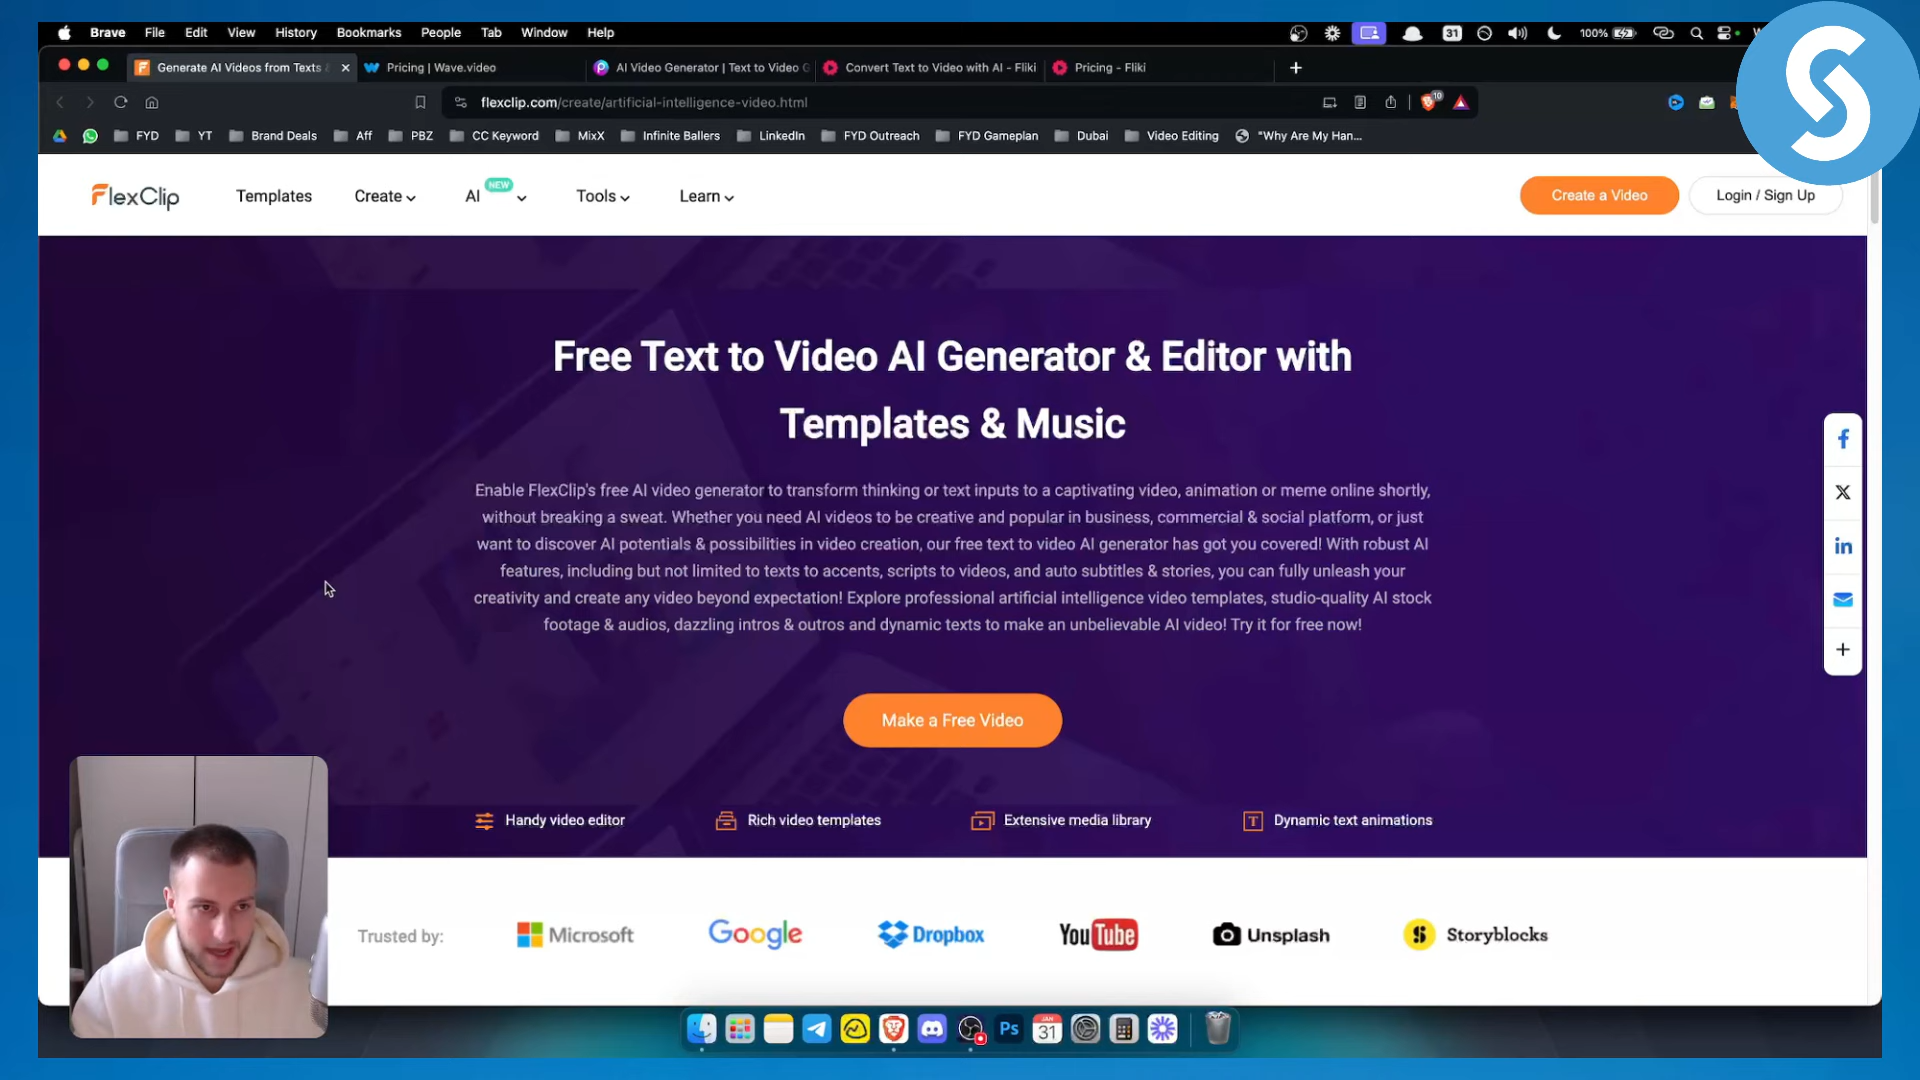 Brave File Edit View History Bookmarks People Tab Window Help
31 100%
Generate AI Videos from Texts
Pricing | Wave.video
AI Video Generator | Text to Video G
Convert Text to Video with AI - Fliki
Pricing - Fliki
flexclip.com/create/artificial-intelligence-video.html
10
FYD YT Brand Deals Aff PBZ CC Keyword MixX Infinite Ballers LinkedIn FYD Outreach FYD Gameplan Dubai Video Editing "Why Are My Han...
FlexClip
Templates Create AI NEW Tools Learn
Create a Video
Login / Sign Up
Free Text to Video AI Generator & Editor with
Templates & Music
Enable FlexClip's free AI video generator to transform thinking or text inputs to a captivating video, animation or meme online shortly,
without breaking a sweat. Whether you need AI videos to be creative and popular in business, commercial & social platform, or just
want to discover AI potentials & possibilities in video creation, our free text to video AI generator has got you covered! With robust AI
features, including but not limited to texts to accents, scripts to videos, and auto subtitles & stories, you can fully unleash your
creativity and create any video beyond expectation! Explore professional artificial intelligence video templates, studio-quality AI stock
footage & audios, dazzling intros & outros and dynamic texts to make an unbelievable AI video! Try it for free now!
Make a Free Video
Handy video editor
Rich video templates
Extensive media library
Dynamic text animations
Trusted by:
Microsoft
Google
Dropbox
YouTube
Unsplash
Storyblocks
Ps
JAN
31